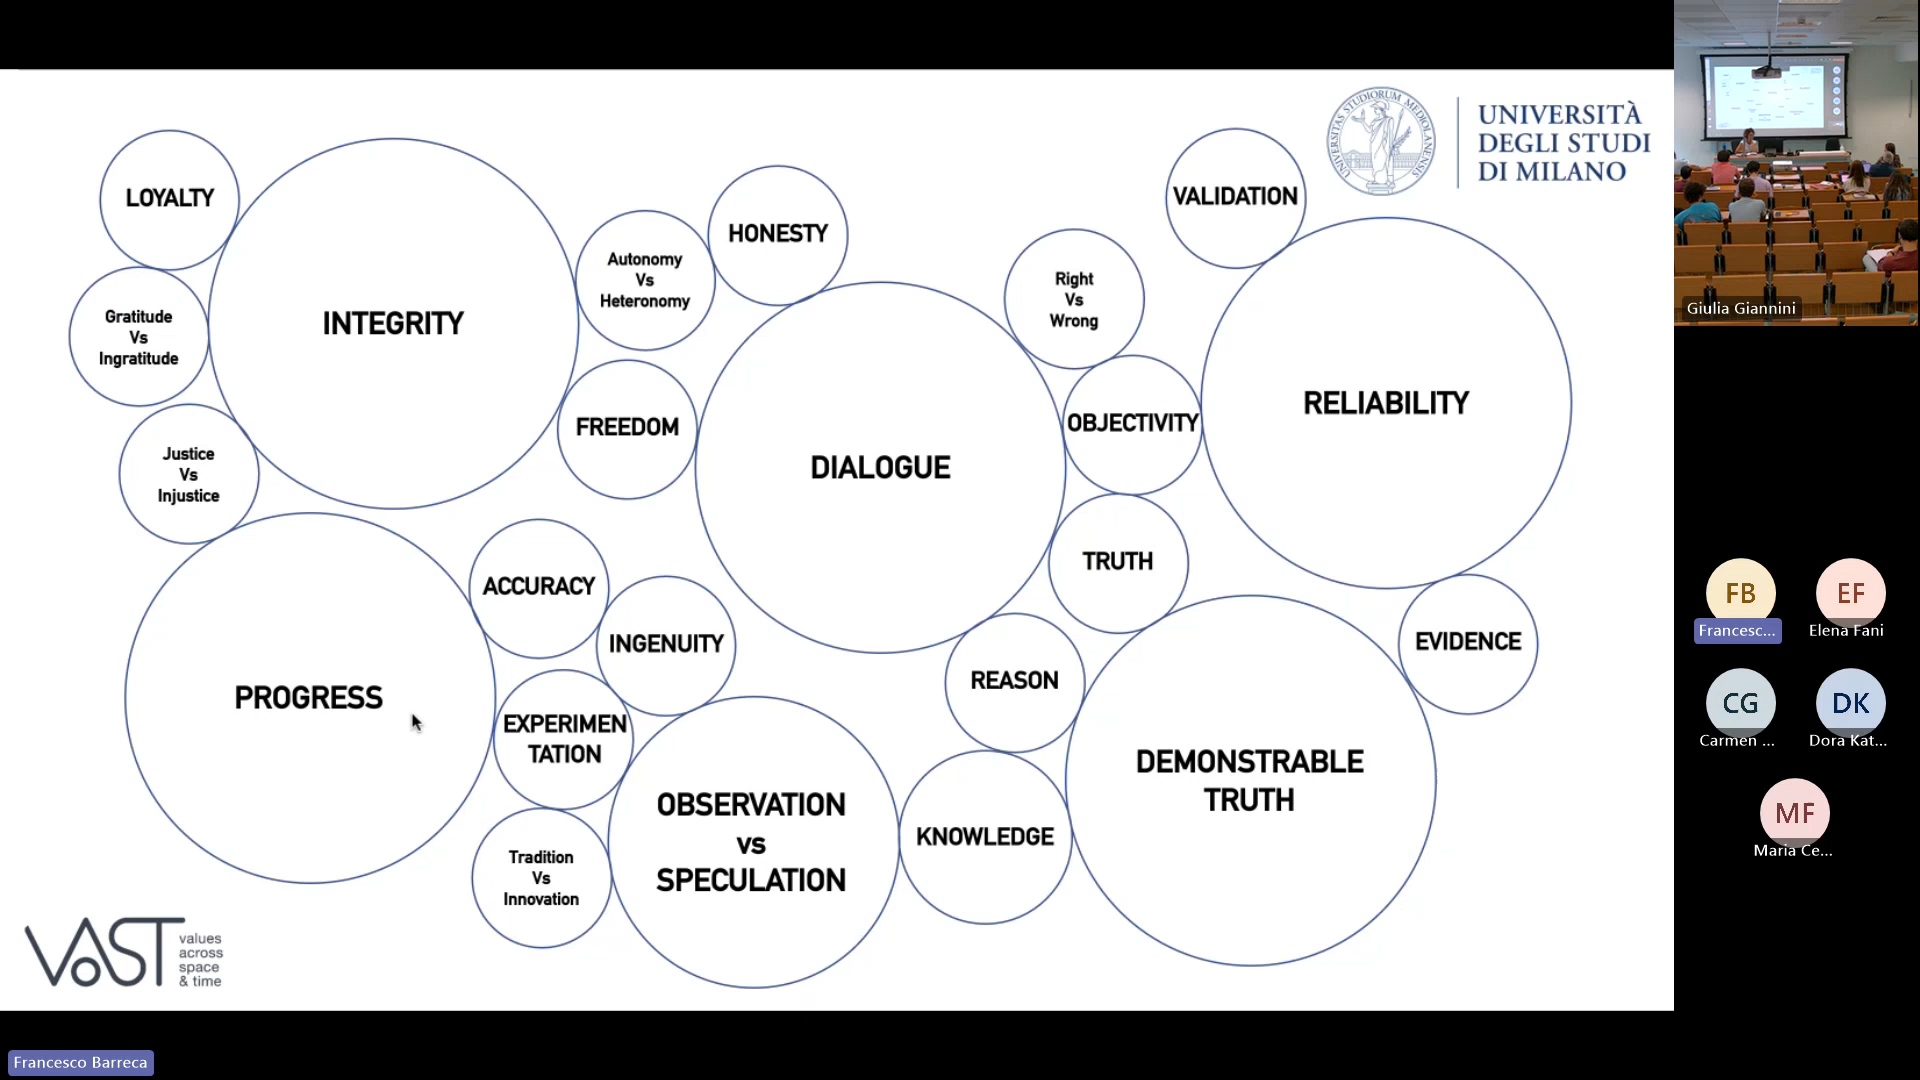 LOYALTY
Gratitude
Vs
Ingratitude
Justice
Vs
Injustice
INTEGRITY
Autonomy
Vs
Heteronomy
HONESTY
FREEDOM
DIALOGUE
Right
Vs
Wrong
OBJECTIVITY
TRUTH
VALIDATION
RELIABILITY
EVIDENCE
PROGRESS
ACCURACY
INGENUITY
EXPERIMEN
TATION
Tradition
Vs
Innovation
OBSERVATION
vs
SPECULATION
REASON
KNOWLEDGE
DEMONSTRABLE
TRUTH
UNIVERSITAS STUDIORUM MEDIOLANENSIS
UNIVERSITÀ
DEGLI STUDI
DI MILANO
VAST
values
across
space
& time
Giulia Giannini
FB
Francesc...
EF
Elena Fani
CG
Carmen ...
DK
Dora Kat...
MF
Maria Ce...
Francesco Barreca